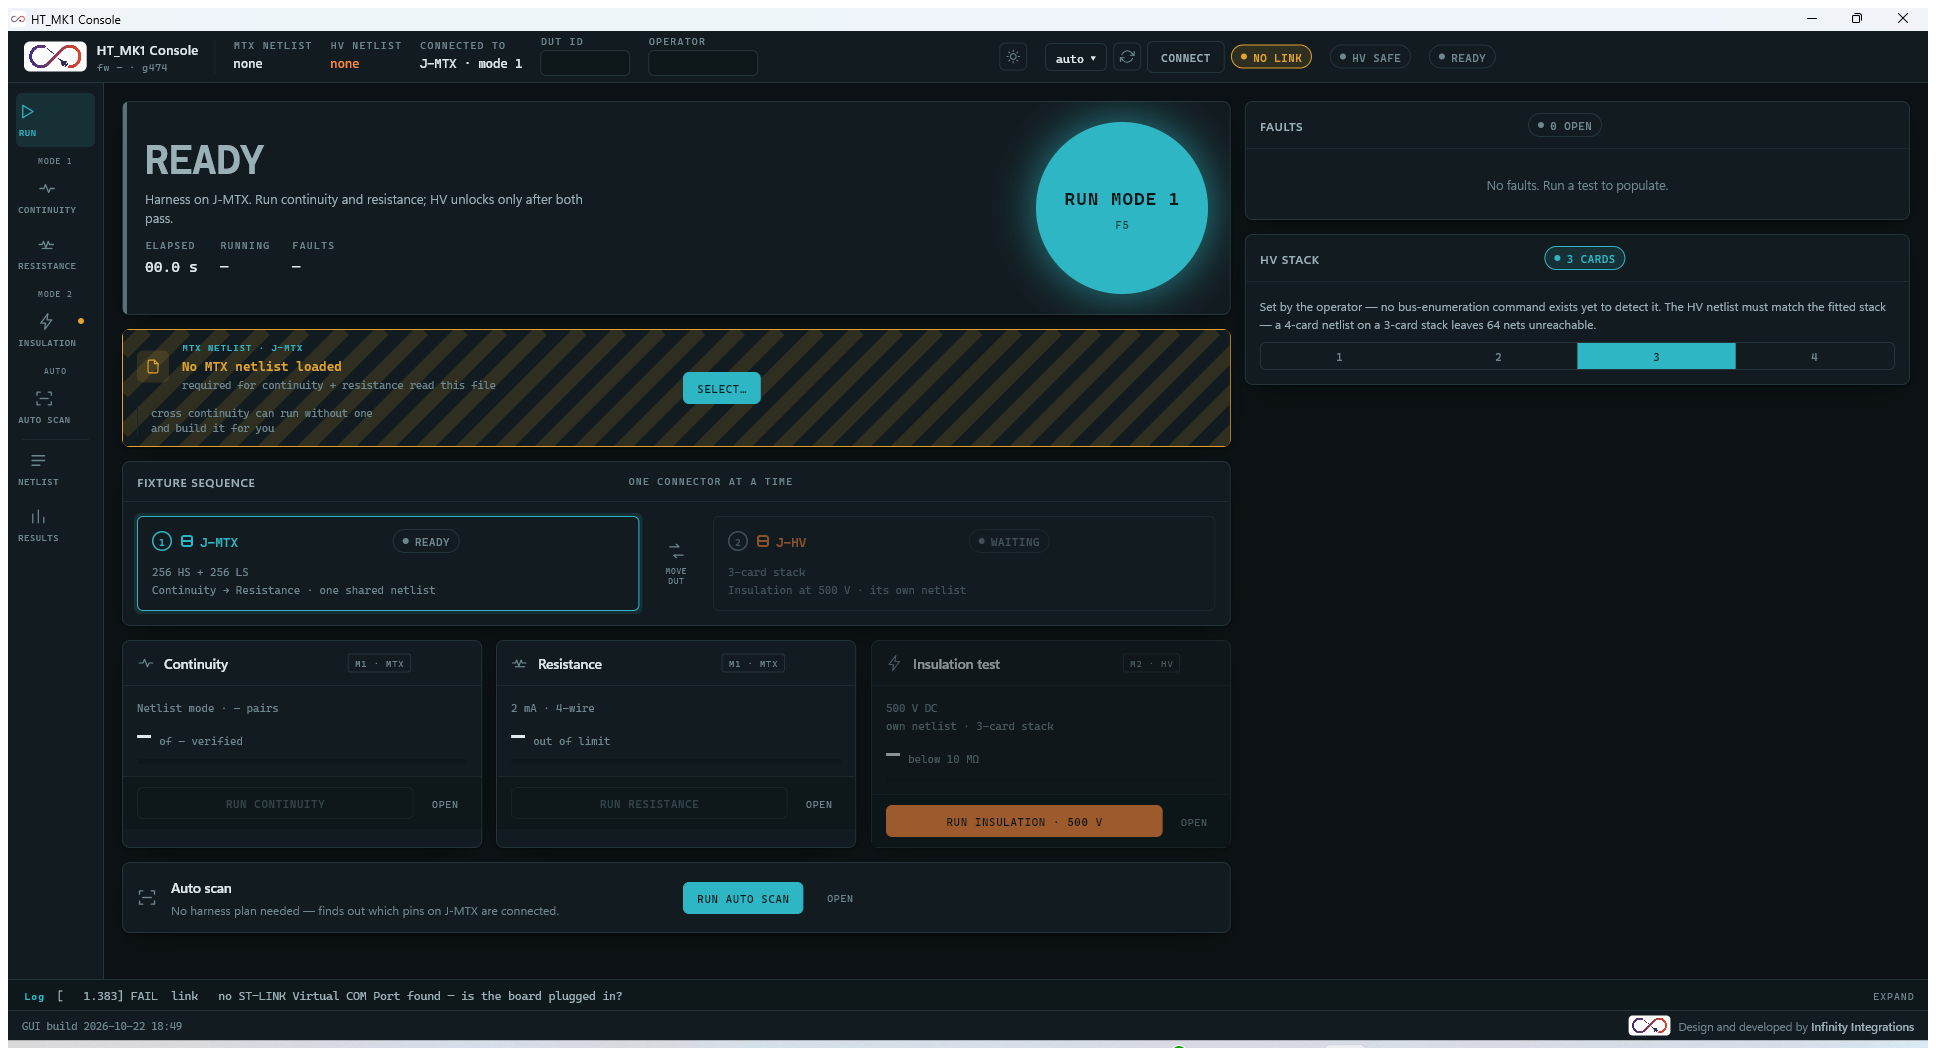 HT_MK1 Console
HT_MK1 Console
fw — · g474
MTX NETLIST
none
HV NETLIST
none
CONNECTED TO
J-MTX · mode 1
DUT ID
OPERATOR
auto ▾
CONNECT
NO LINK
HV SAFE
READY
RUN
MODE 1
CONTINUITY
RESISTANCE
MODE 2
INSULATION
AUTO
AUTO SCAN
NETLIST
RESULTS
READY
Harness on J-MTX. Run continuity and resistance; HV unlocks only after both
pass.
ELAPSED RUNNING FAULTS
00.0 s — —
RUN MODE 1
F5
MTX NETLIST · J-MTX
No MTX netlist loaded
required for continuity + resistance read this file
cross continuity can run without one
and build it for you
SELECT…
FIXTURE SEQUENCE
ONE CONNECTOR AT A TIME
1 J-MTX READY
256 HS + 256 LS
Continuity → Resistance · one shared netlist
MOVE
DUT
2 J-HV WAITING
3-card stack
Insulation at 500 V · its own netlist
Continuity M1 · MTX
Netlist mode · — pairs
— of — verified
RUN CONTINUITY OPEN
Resistance M1 · MTX
2 mA · 4-wire
— out of limit
RUN RESISTANCE OPEN
Insulation test M2 · HV
500 V DC
own netlist · 3-card stack
— below 10 MΩ
RUN INSULATION · 500 V OPEN
Auto scan
No harness plan needed — finds out which pins on J-MTX are connected.
RUN AUTO SCAN OPEN
FAULTS 0 OPEN
No faults. Run a test to populate.
HV STACK 3 CARDS
Set by the operator — no bus-enumeration command exists yet to detect it. The HV netlist must match the fitted stack
— a 4-card netlist on a 3-card stack leaves 64 nets unreachable.
1 2 3 4
Log [ 1.383] FAIL link no ST-LINK Virtual COM Port found — is the board plugged in?
EXPAND
GUI build 2026-10-22 18:49
Design and developed by Infinity Integrations